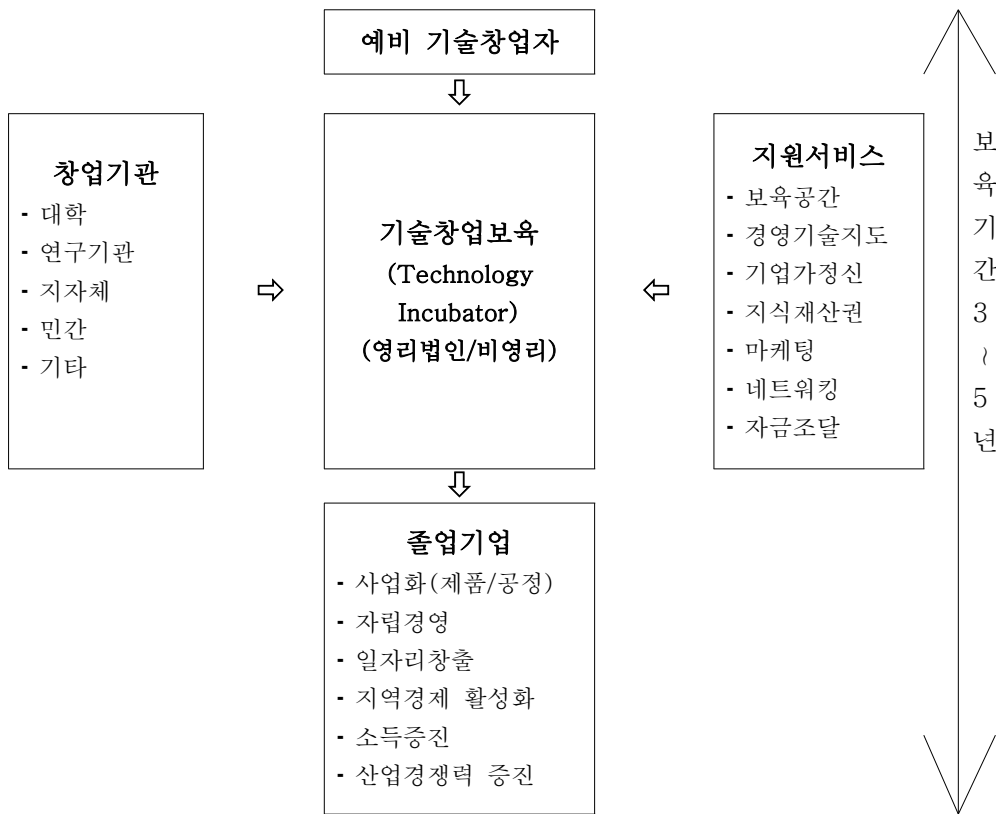 예비 기술창업자
창업기관
- 대학
- 연구기관
- 지자체
- 민간
- 기타
기술창업보육
(Technology
Incubator)
(영리법인/비영리)
지원서비스
- 보육공간
- 경영기술지도
- 기업가정신
- 지식재산권
- 마케팅
- 네트워킹
- 자금조달
졸업기업
- 사업화(제품/공정)
- 자립경영
- 일자리창출
- 지역경제 활성화
- 소득증진
- 산업경쟁력 증진
보
육
기
간
3
~
5
년